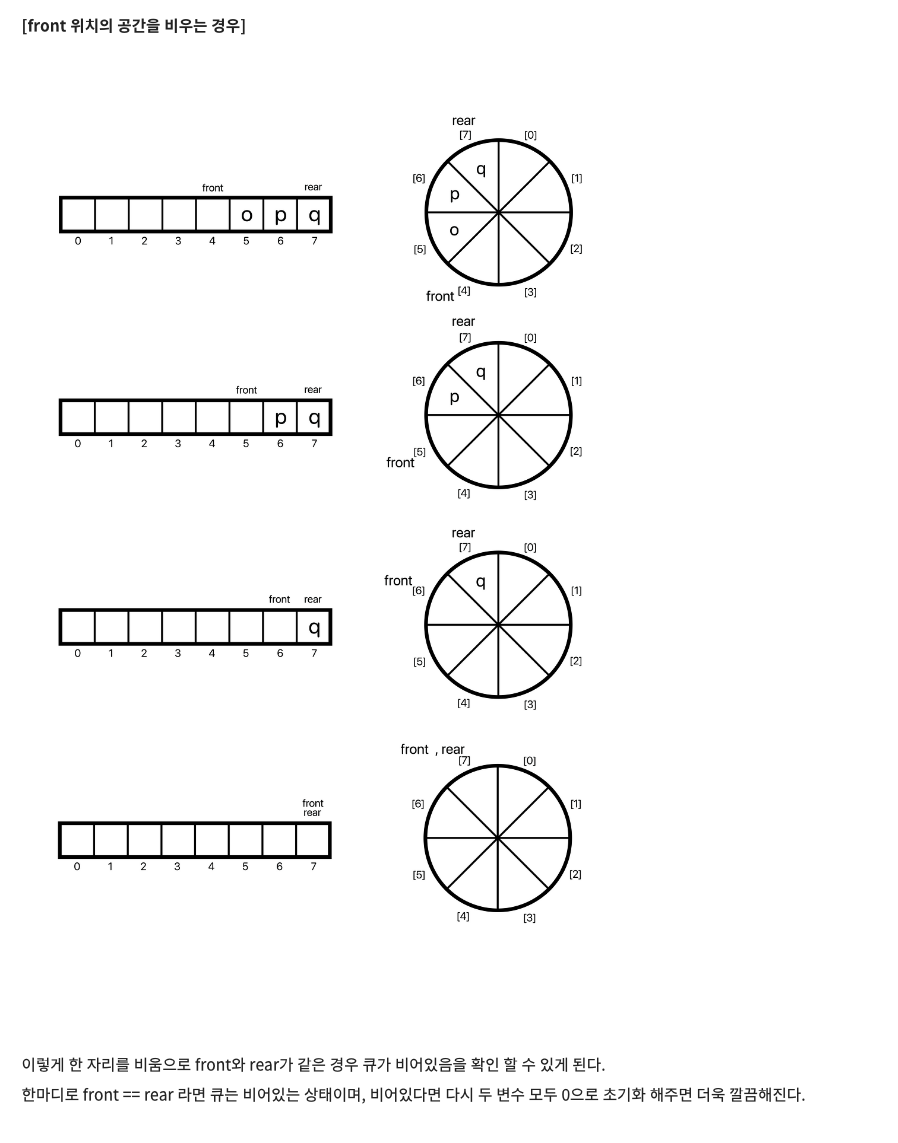 [front 위치의 공간을 비우는 경우]
rear
[7] [0]
[6] q [1]
front rear p
o p q o
0 1 2 3 4 5 6 7 [5] [2]
front [4] [3]
rear
[7] [0]
[6] q [1]
front rear p
p q
0 1 2 3 4 5 6 7 [5] [2]
front
[4] [3]
rear
[7] [0]
front q
[6] [1]
front rear
q
0 1 2 3 4 5 6 7 [5] [2]
[4] [3]
front , rear
[7] [0]
front [6] [1]
rear
0 1 2 3 4 5 6 7 [5] [2]
[4] [3]
이렇게 한 자리를 비움으로 front와 rear가 같은 경우 큐가 비어있음을 확인 할 수 있게 된다.
한마디로 front == rear 라면 큐는 비어있는 상태이며, 비어있다면 다시 두 변수 모두 0으로 초기화 해주면 더욱 깔끔해진다.